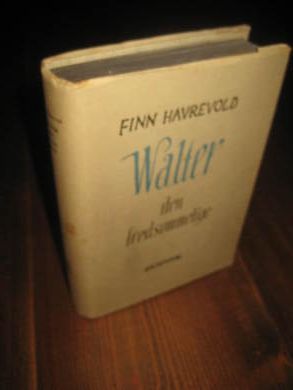 FINN HAVREVOLD
Walter
den
fredsommelige